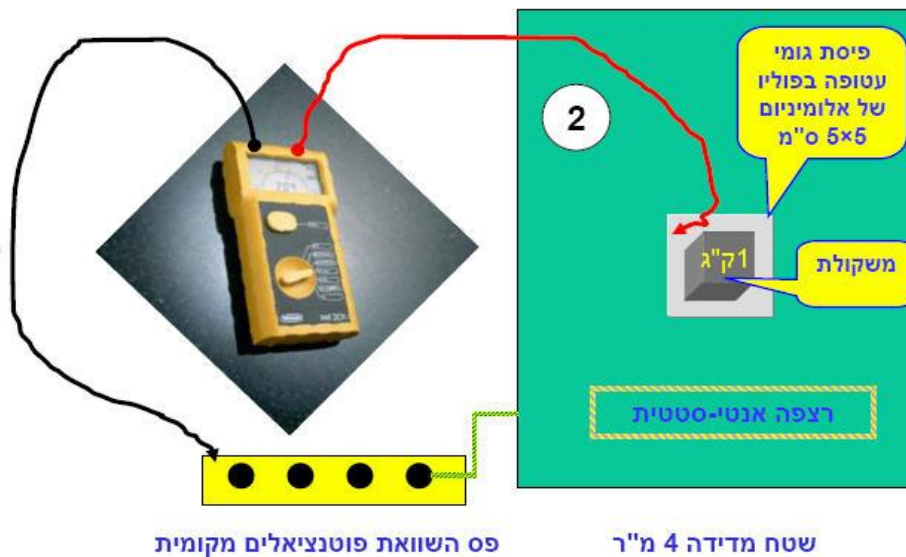 פיסת גומי
עטופה בפוליו
של אלומיניום
5×5 ס"מ
2
1ק"ג
משקולת
רצפה אנטי-סטטית
שטח מדידה 4 מ"ר
פס השוואת פוטנציאלים מקומית